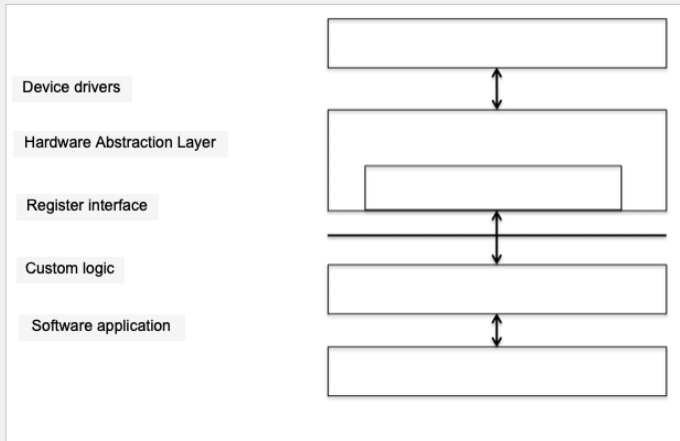 Device drivers
Hardware Abstraction Layer
Register interface
Custom logic
Software application